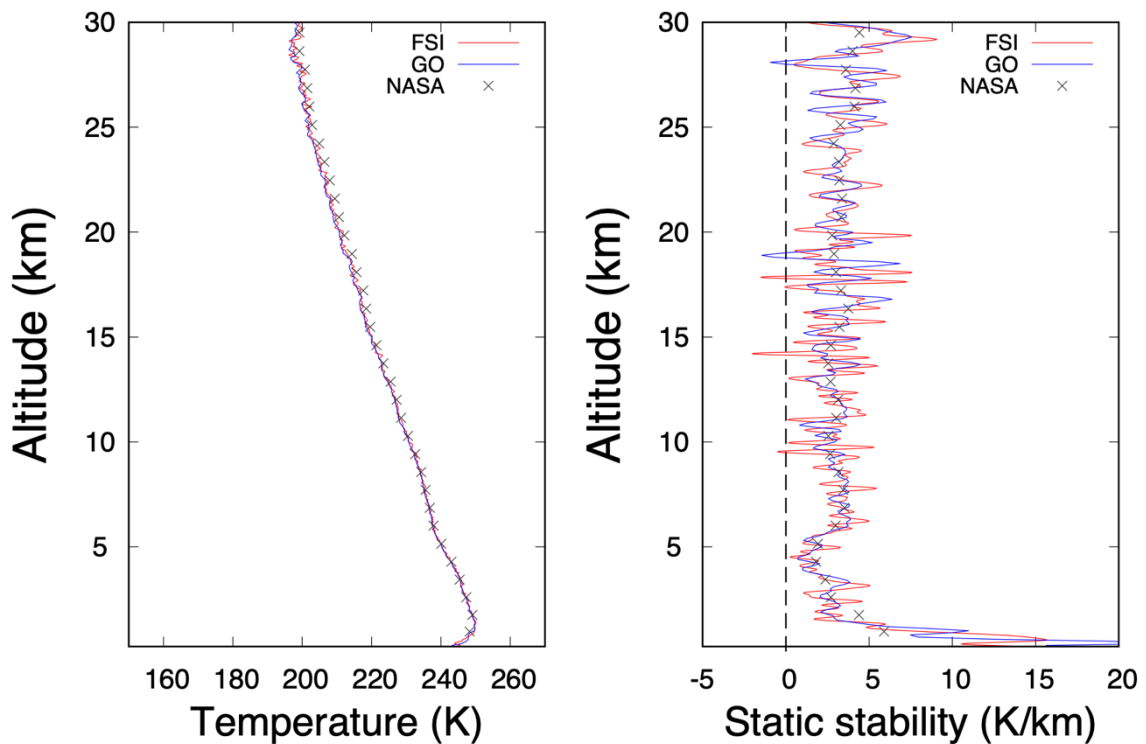 30
25
20
15
10
5
Altitude (km)
FSI
GO
NASA
160 180 200 220 240 260
Temperature (K)
30
25
20
15
10
5
Altitude (km)
FSI
GO
NASA
-5 0 5 10 15 20
Static stability (K/km)